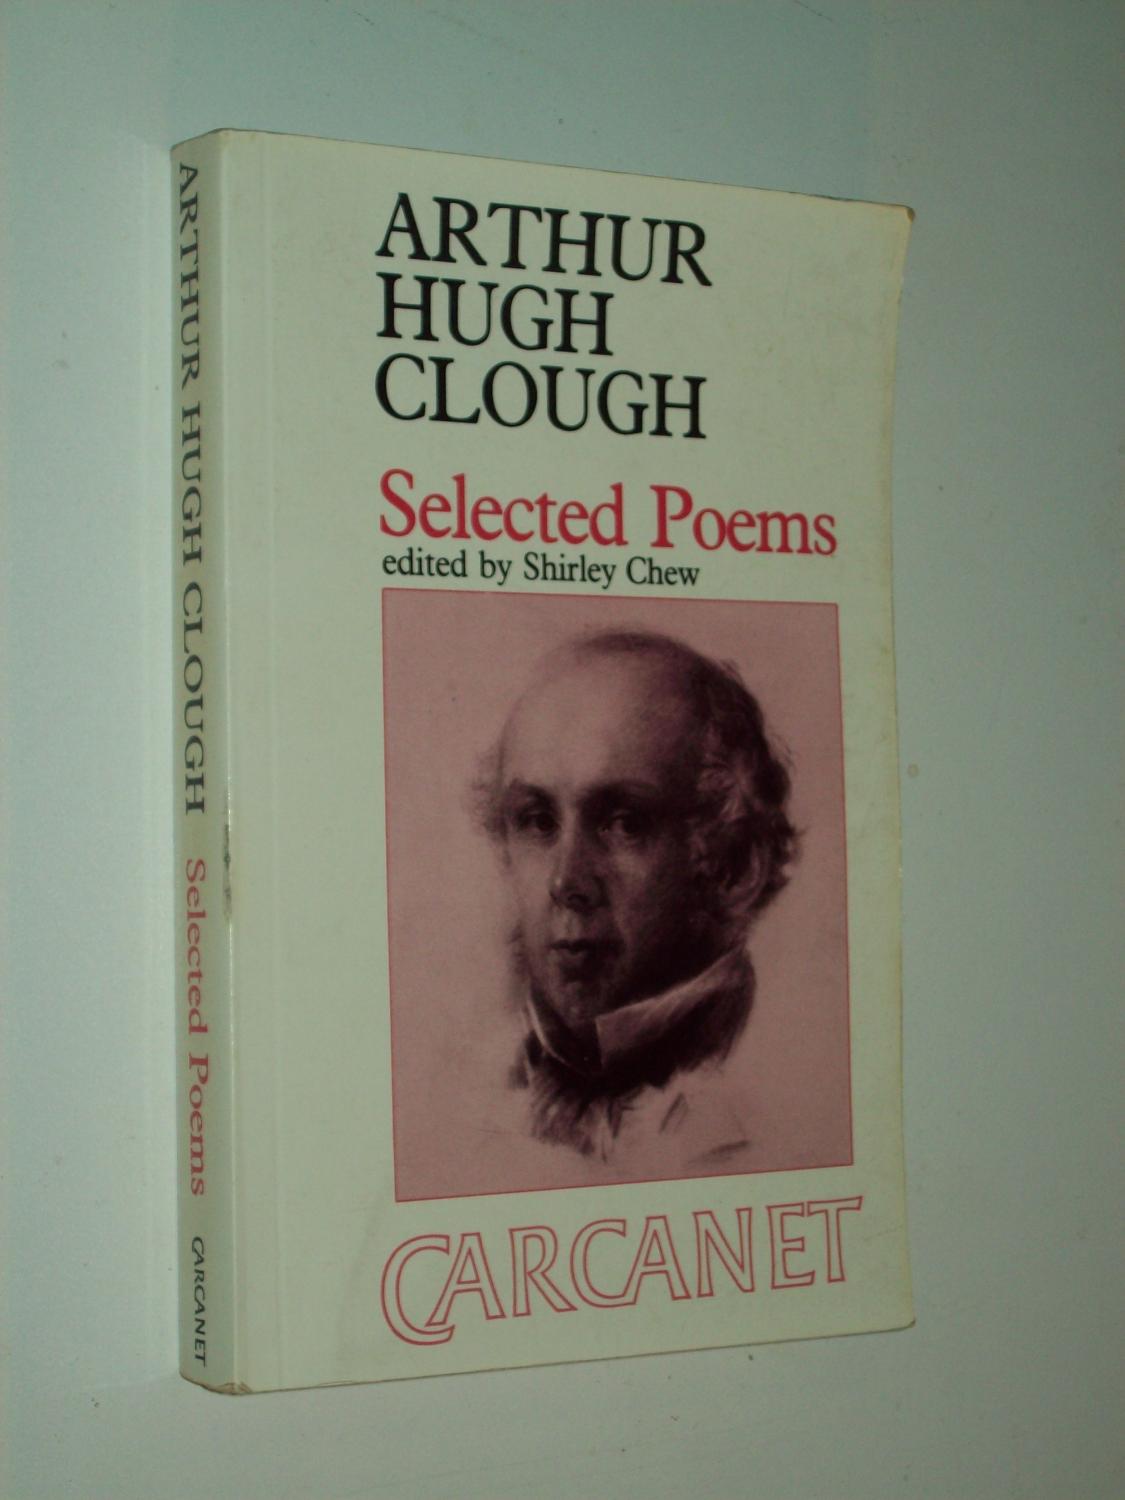 ARTHUR HUGH CLOUGH Selected Poems CARCANET
ARTHUR
HUGH
CLOUGH
Selected Poems
edited by Shirley Chew
CARCANET